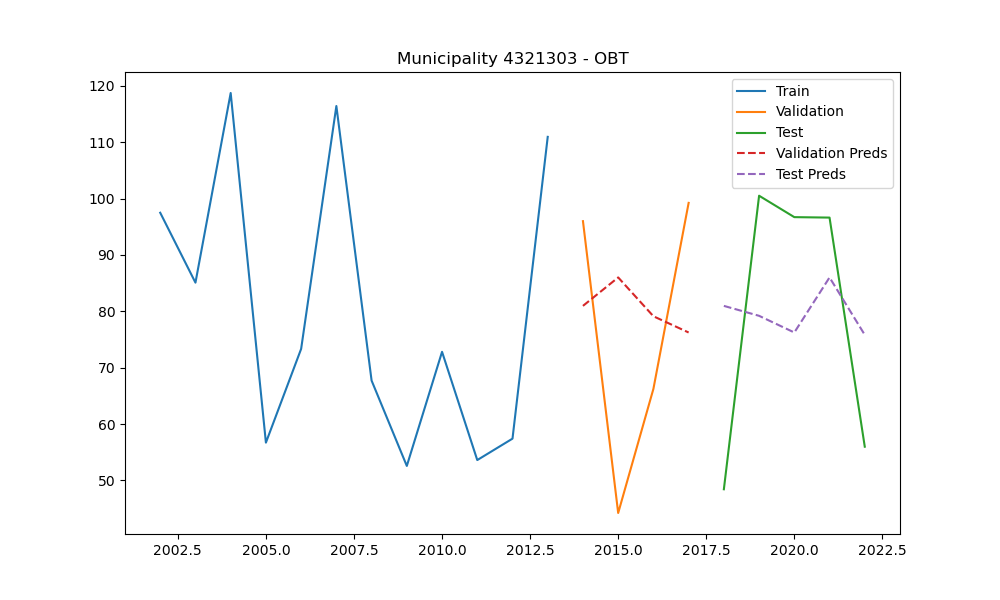 Municipality 4321303 - OBT
120
110
100
90
80
70
60
50
Train
Validation
Test
Validation Preds
Test Preds
2002.5 2005.0 2007.5 2010.0 2012.5 2015.0 2017.5 2020.0 2022.5